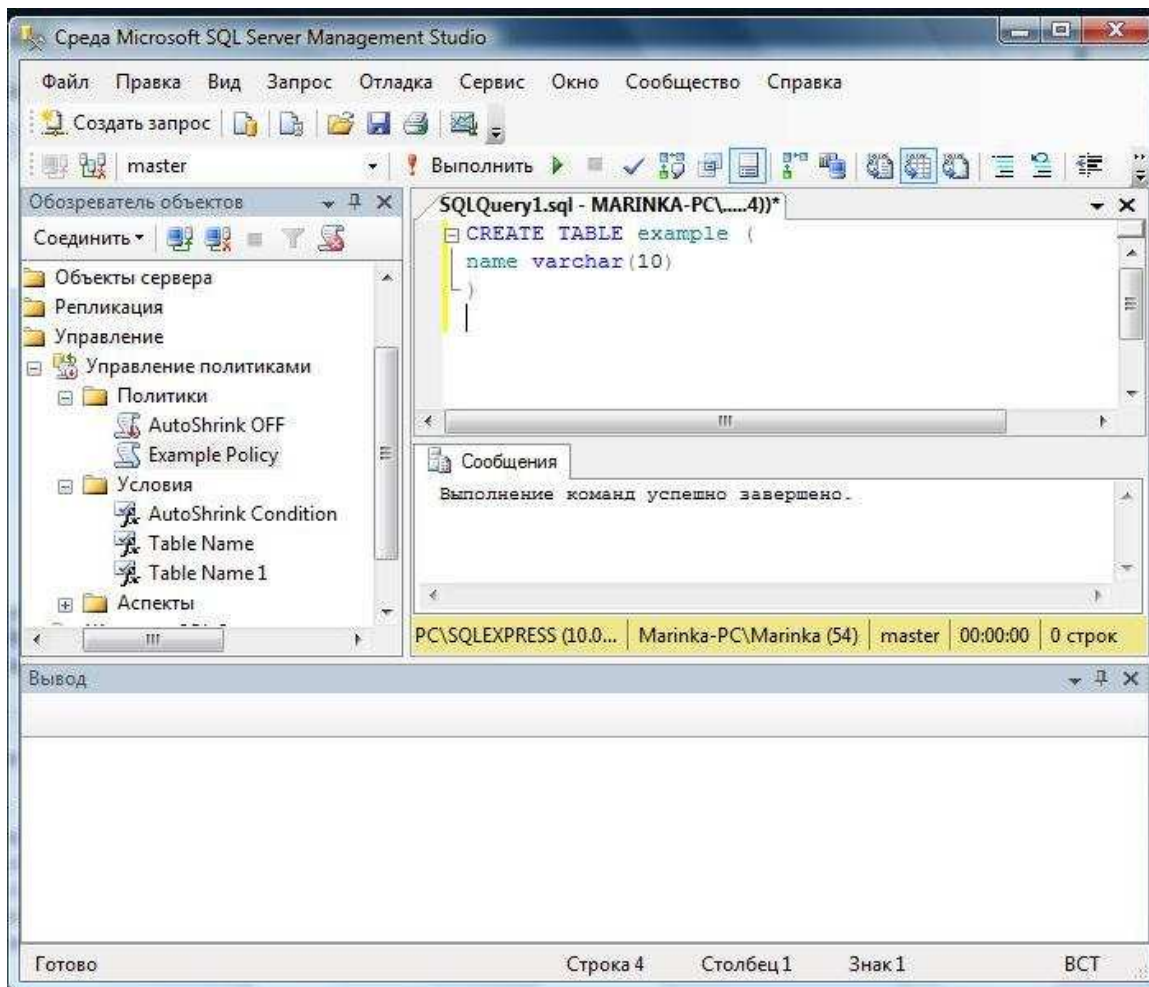 Среда Microsoft SQL Server Management Studio
Файл Правка Вид Запрос Отладка Сервис Окно Сообщество Справка
Создать запрос
master
Выполнить
Обозреватель объектов
Соединить
Объекты сервера
Репликация
Управление
Управление политиками
Политики
AutoShrink OFF
Example Policy
Условия
AutoShrink Condition
Table Name
Table Name 1
Аспекты
SQLQuery1.sql - MARINKA-PC\.....4))*
CREATE TABLE example (
name varchar(10)
)
Сообщения
Выполнение команд успешно завершено.
PC\SQLEXPRESS (10.0... Marinka-PC\Marinka (54) master 00:00:00 0 строк
Вывод
Готово Строка 4 Столбец 1 Знак 1 ВСТ